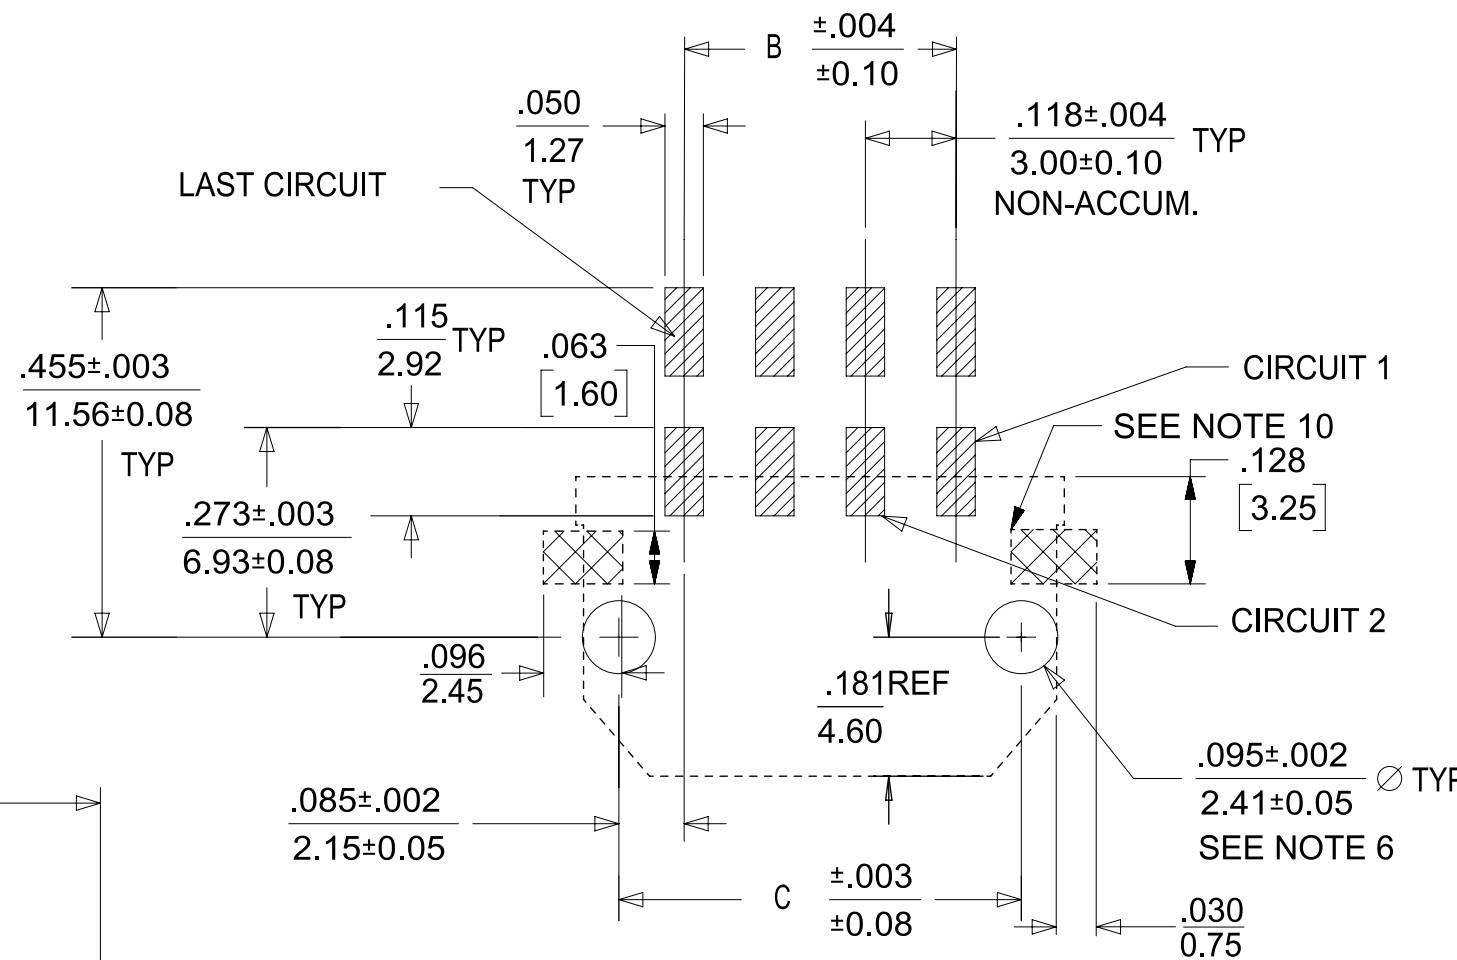 B ±.004
±0.10
.050
1.27
TYP
.118±.004 TYP
3.00±0.10
NON-ACCUM.
LAST CIRCUIT
.115 TYP
2.92
.063
[1.60]
.455±.003
11.56±0.08
TYP
CIRCUIT 1
SEE NOTE 10
.128
[3.25]
.273±.003
6.93±0.08
TYP
CIRCUIT 2
.096
2.45
.181REF
4.60
.095±.002 ∅ TYP
2.41±0.05
SEE NOTE 6
.085±.002
2.15±0.05
C ±.003
±0.08
.030
0.75